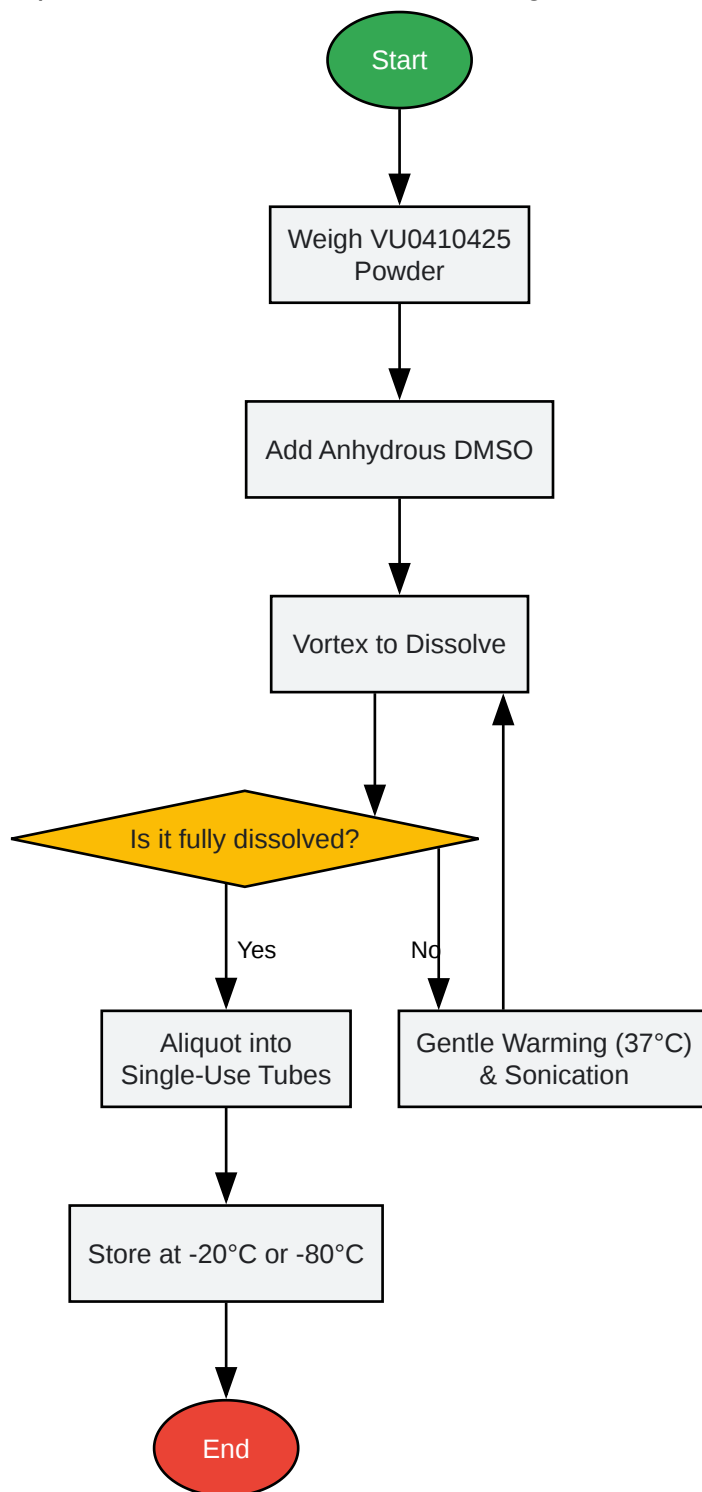 Start
Weigh VU0410425
Powder
Add Anhydrous DMSO
Vortex to Dissolve
Is it fully dissolved?
Yes
No
Aliquot into
Single-Use Tubes
Gentle Warming (37°C)
& Sonication
Store at -20°C or -80°C
End